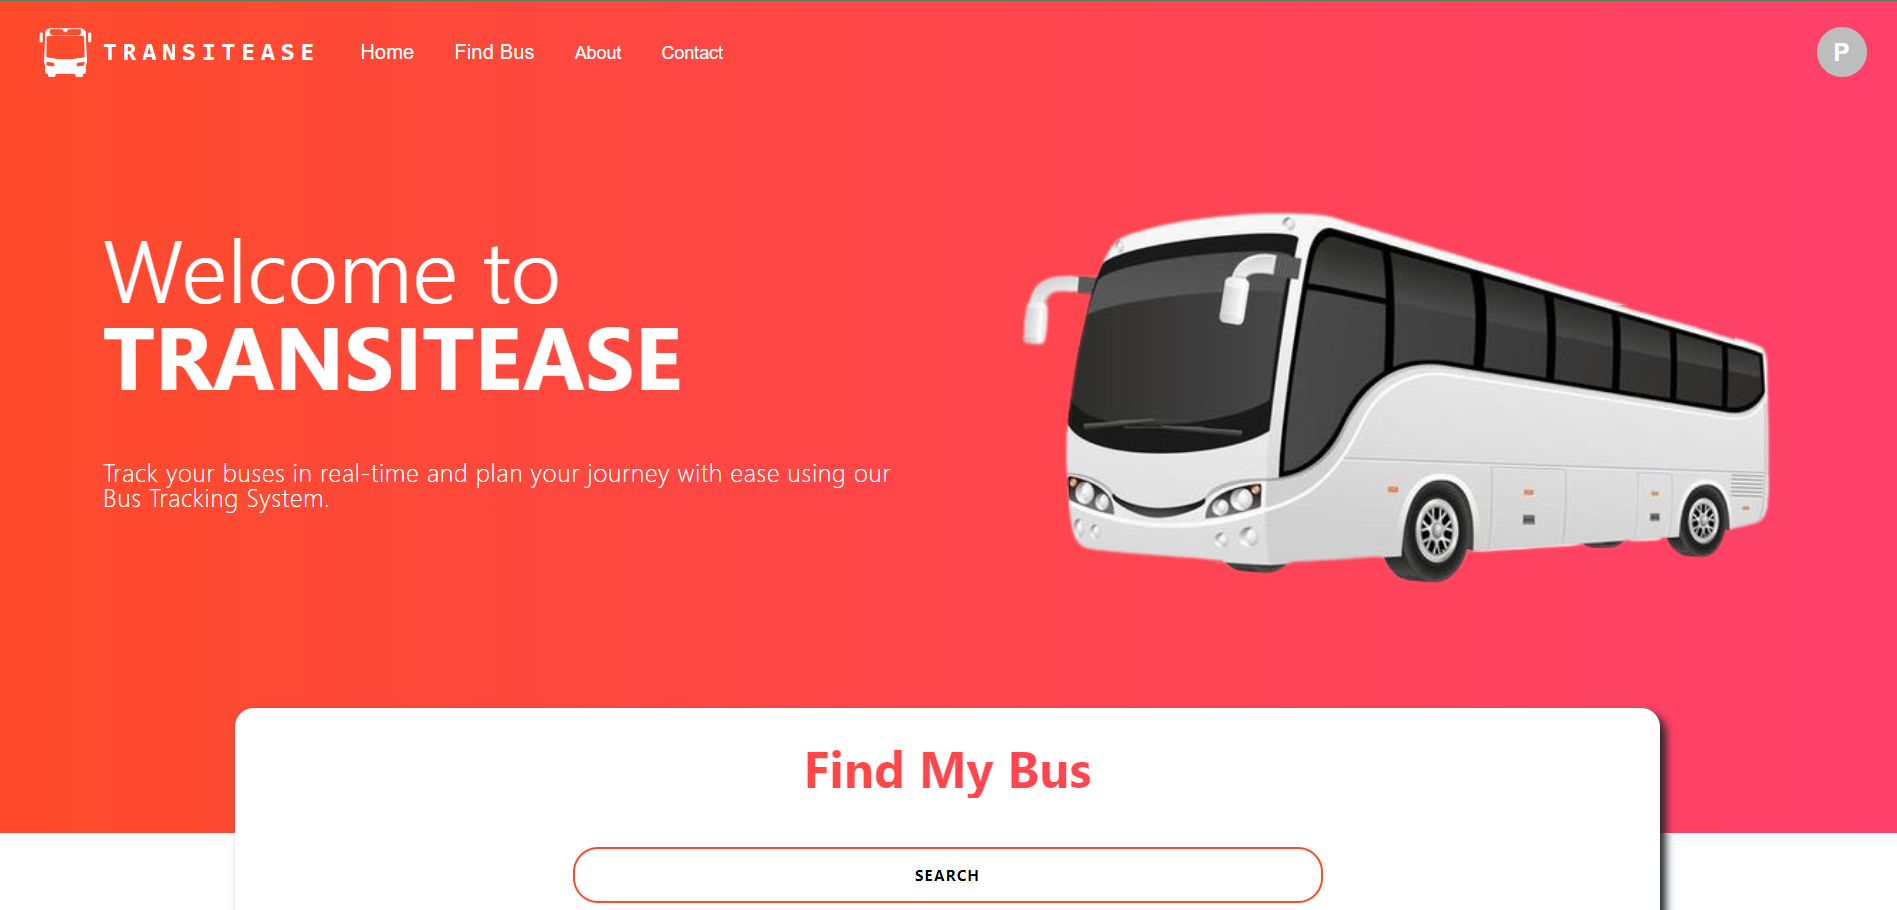 TRANSITEASE Home Find Bus About Contact P
Welcome to
TRANSITEASE
Track your buses in real-time and plan your journey with ease using our
Bus Tracking System.
Find My Bus
SEARCH